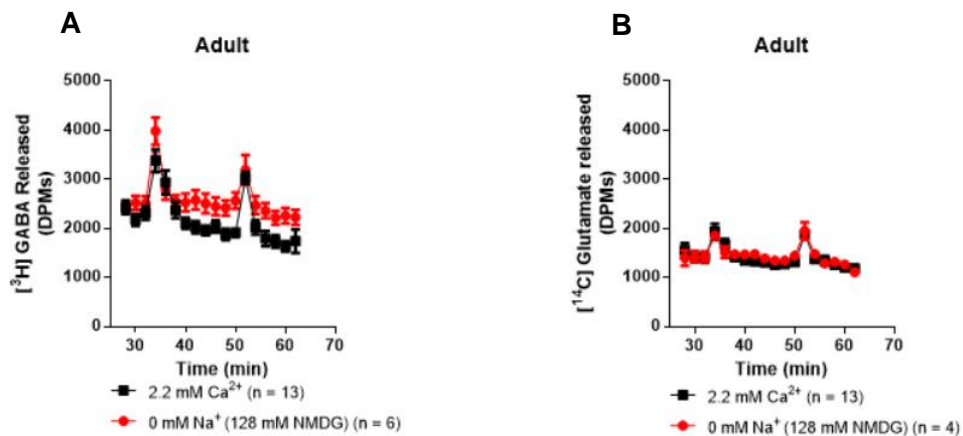 A
Adult
[³H] GABA Released
(DPMs)
5000
4000
3000
2000
1000
0
30 40 50 60 70
Time (min)
2.2 mM Ca²⁺ (n = 13)
0 mM Na⁺ (128 mM NMDG) (n = 6)
B
Adult
[¹⁴C] Glutamate released
(DPMs)
5000
4000
3000
2000
1000
0
30 40 50 60 70
Time (min)
2.2 mM Ca²⁺ (n = 13)
0 mM Na⁺ (128 mM NMDG) (n = 4)